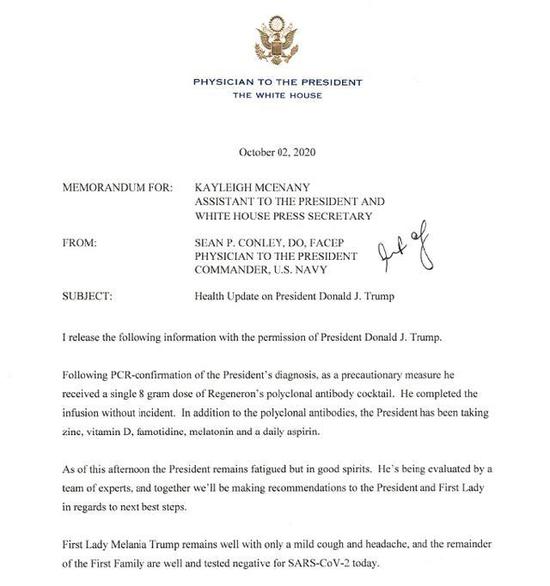 PHYSICIAN TO THE PRESIDENT
THE WHITE HOUSE
October 02, 2020
MEMORANDUM FOR: KAYLEIGH MCENANY
ASSISTANT TO THE PRESIDENT AND
WHITE HOUSE PRESS SECRETARY
FROM: SEAN P. CONLEY, DO, FACEP
PHYSICIAN TO THE PRESIDENT
COMMANDER, U.S. NAVY
SUBJECT: Health Update on President Donald J. Trump
I release the following information with the permission of President Donald J. Trump.
Following PCR-confirmation of the President's diagnosis, as a precautionary measure he
received a single 8 gram dose of Regeneron's polyclonal antibody cocktail. He completed the
infusion without incident. In addition to the polyclonal antibodies, the President has been taking
zinc, vitamin D, famotidine, melatonin and a daily aspirin.
As of this afternoon the President remains fatigued but in good spirits. He's being evaluated by a
team of experts, and together we'll be making recommendations to the President and First Lady
in regards to next best steps.
First Lady Melania Trump remains well with only a mild cough and headache, and the remainder
of the First Family are well and tested negative for SARS-CoV-2 today.